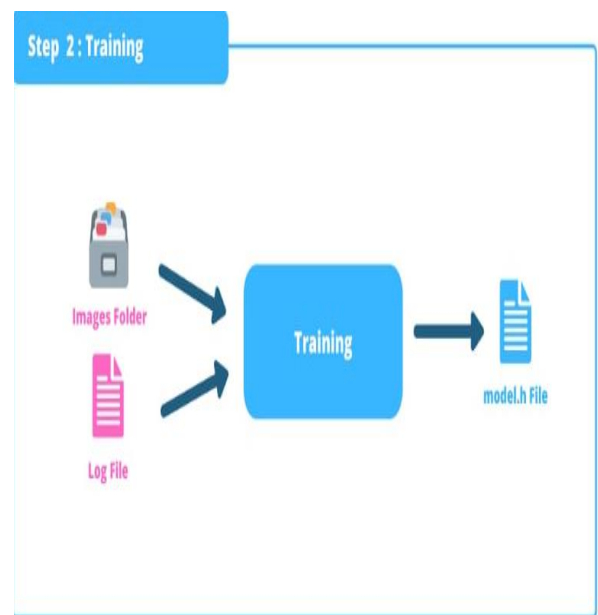 Step 2 : Training
Images Folder
Training
model.h File
Log File